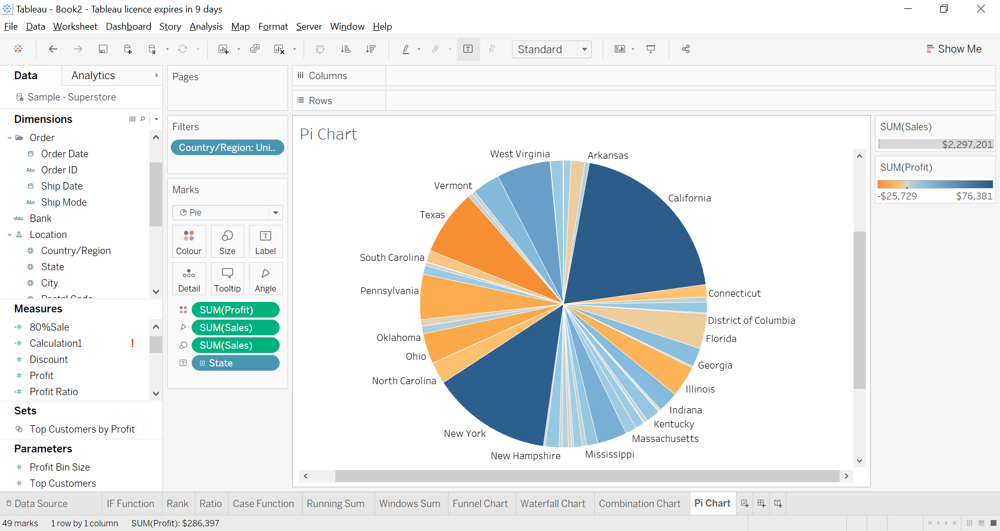 Tableau - Book2 - Tableau licence expires in 9 days
File Data Worksheet Dashboard Story Analysis Map Format Server Window Help
Standard
Show Me
Data
Analytics
Sample - Superstore
Dimensions
Order
Order Date
Abc Order ID
Ship Date
Abc Ship Mode
=Abc Bank
Location
Country/Region
State
City
Measures
80%Sale
Calculation1 !
Discount
Profit
Profit Ratio
Sets
Top Customers by Profit
Parameters
Profit Bin Size
Top Customers
Pages
Filters
Country/Region: Uni..
Marks
Pie
Colour Size Label
Detail Tooltip Angle
SUM(Profit)
SUM(Sales)
SUM(Sales)
State
Columns
Rows
Pi Chart
West Virginia
Arkansas
Vermont
California
Texas
South Carolina
Pennsylvania
Connecticut
District of Columbia
Oklahoma
Florida
Ohio
Georgia
North Carolina
Illinois
Indiana
Kentucky
New York
Massachusetts
New Hampshire
Mississippi
SUM(Sales)
$2,297,201
SUM(Profit)
-$25,729 $76,381
Data Source IF Function Rank Ratio Case Function Running Sum Windows Sum Funnel Chart Waterfall Chart Combination Chart Pi Chart
49 marks 1 row by 1 column SUM(Profit): $286,397